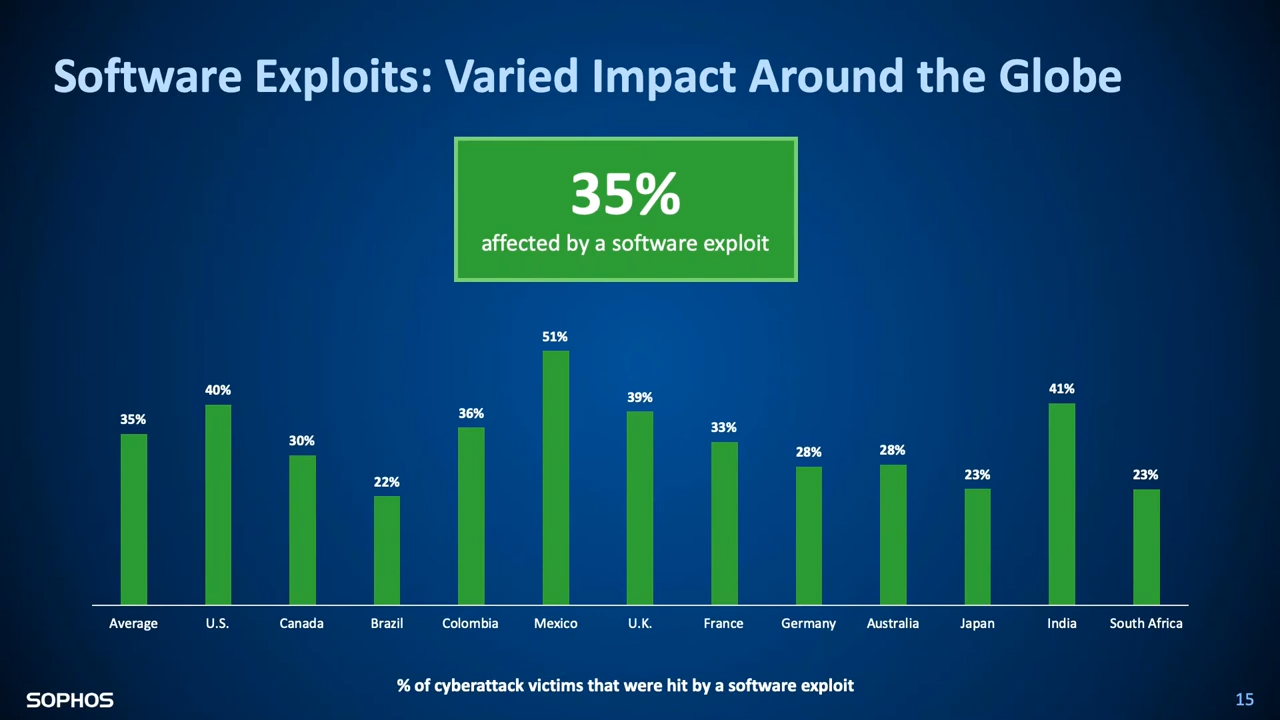 Software Exploits: Varied Impact Around the Globe
35%
affected by a software exploit
35%
40%
30%
22%
36%
51%
39%
33%
28%
28%
23%
41%
23%
Average
U.S.
Canada
Brazil
Colombia
Mexico
U.K.
France
Germany
Australia
Japan
India
South Africa
% of cyberattack victims that were hit by a software exploit
SOPHOS
15